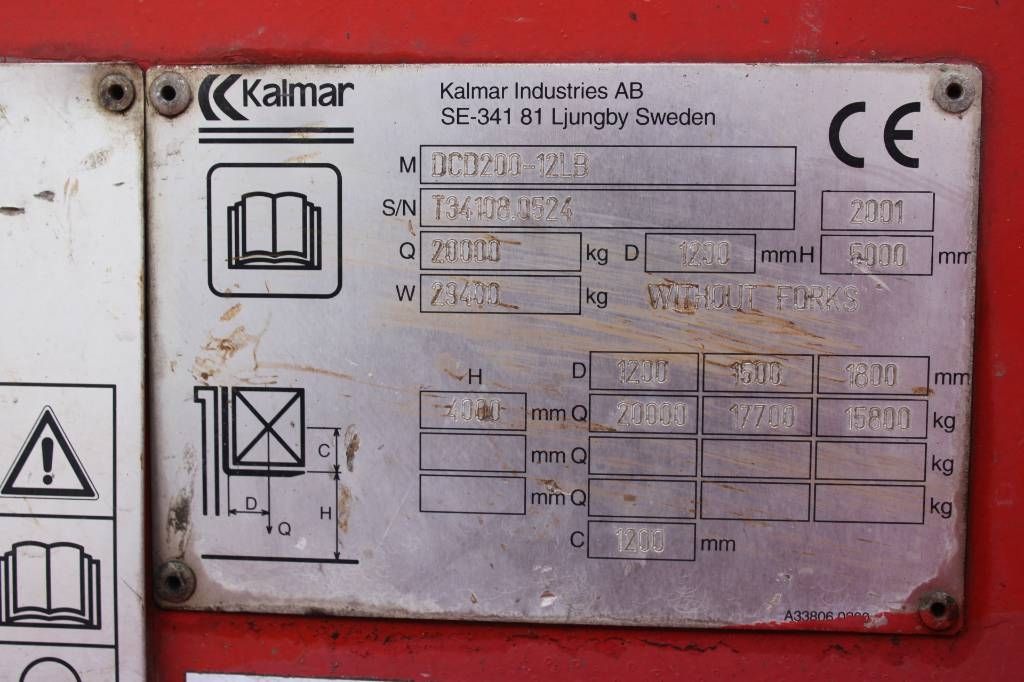 Kalmar
Kalmar Industries AB
SE-341 81 Ljungby Sweden
CE
M DCD200-12LB
S/N T34108.0524 2001
Q 20000 kg D 1200 mm H 5000 mm
W 29400 kg WITHOUT FORKS
H D 1200 1500 1800 mm
4000 mm Q 20000 17700 15800 kg
mm Q kg
mm Q kg
C 1200 mm
C
D
H
Q